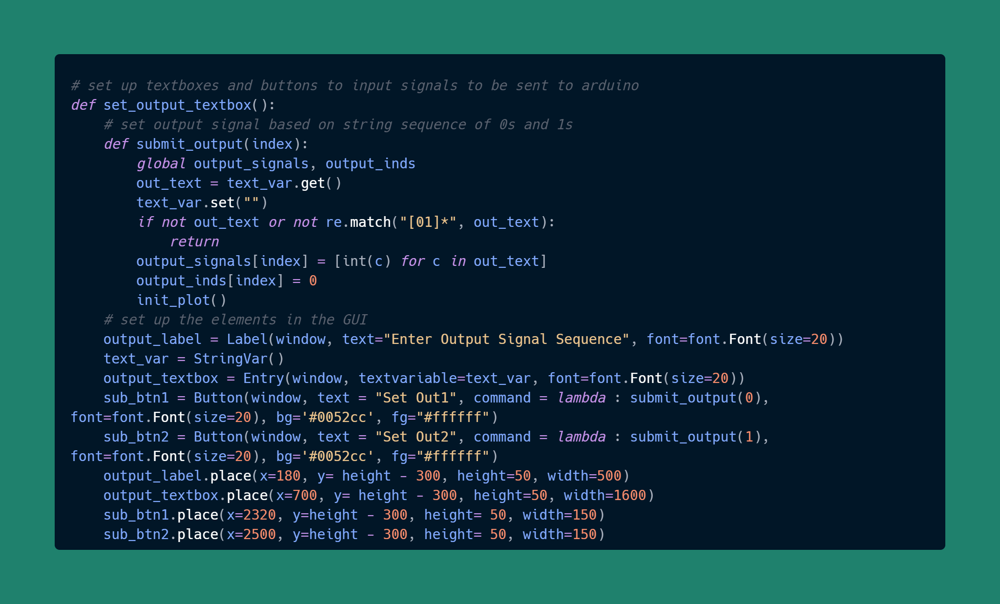 # set up textboxes and buttons to input signals to be sent to arduino
def set_output_textbox():
    # set output signal based on string sequence of 0s and 1s
    def submit_output(index):
        global output_signals, output_inds
        out_text = text_var.get()
        text_var.set("")
        if not out_text or not re.match("[01]*", out_text):
            return
        output_signals[index] = [int(c) for c in out_text]
        output_inds[index] = 0
        init_plot()
    # set up the elements in the GUI
    output_label = Label(window, text="Enter Output Signal Sequence", font=font.Font(size=20))
    text_var = StringVar()
    output_textbox = Entry(window, textvariable=text_var, font=font.Font(size=20))
    sub_btn1 = Button(window, text = "Set Out1", command = lambda : submit_output(0),
font=font.Font(size=20), bg='#0052cc', fg="#ffffff")
    sub_btn2 = Button(window, text = "Set Out2", command = lambda : submit_output(1),
font=font.Font(size=20), bg='#0052cc', fg="#ffffff")
    output_label.place(x=180, y= height - 300, height=50, width=500)
    output_textbox.place(x=700, y= height - 300, height=50, width=1600)
    sub_btn1.place(x=2320, y=height - 300, height= 50, width=150)
    sub_btn2.place(x=2500, y=height - 300, height= 50, width=150)